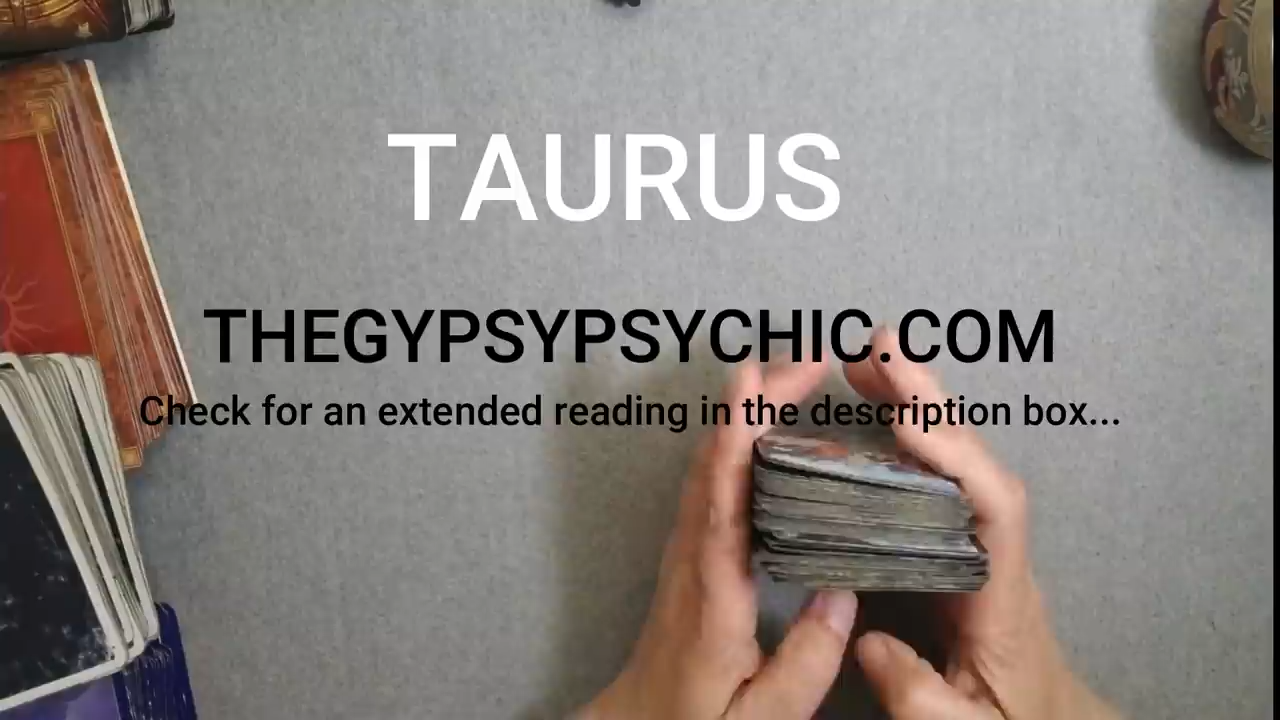 TAURUS
THEGYPSYPSYCHIC.COM
Check for an extended reading in the description box...